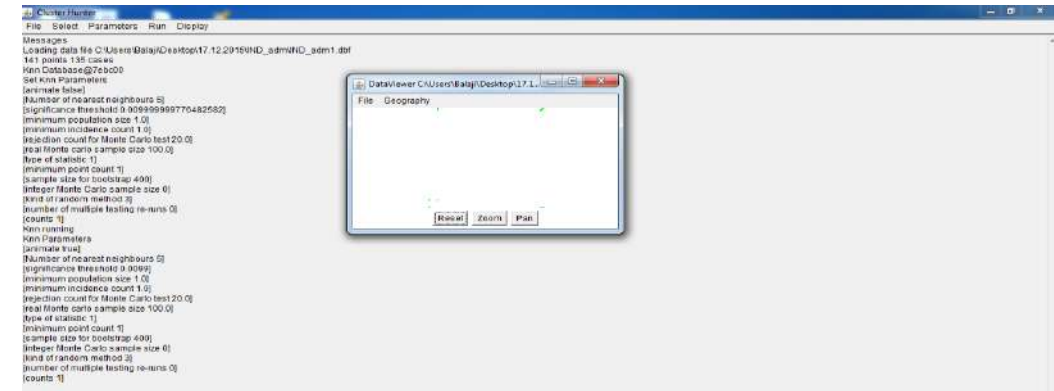 Cluster Hunter
File Select Parameters Run Display
Messages
Loading data file C:\Users\Balaji\Desktop\17.12.2015\IND_adm\IND_adm1.dbf
141 points 135 cases
Knn Database@7ebc00
Set Knn Parameters
[animate false]
[Number of nearest neighbours 5]
[significance threshold 0.009999999776482582]
[minimum population size 1.0]
[minimum incidence count 1.0]
[rejection count for Monte Carlo test 20.0]
[real Monte carlo sample size 100.0]
[type of statistic 1]
[minimum point count 1]
[sample size for bootstrap 400]
[integer Monte Carlo sample size 0]
[kind of random method 3]
[number of multiple testing re-runs 0]
[counts 1]
Knn running
Knn Parameters
[animate true]
[Number of nearest neighbours 5]
[significance threshold 0.0099]
[minimum population size 1.0]
[minimum incidence count 1.0]
[rejection count for Monte Carlo test 20.0]
[real Monte carlo sample size 100.0]
[type of statistic 1]
[minimum point count 1]
[sample size for bootstrap 400]
[integer Monte Carlo sample size 0]
[kind of random method 3]
[number of multiple testing re-runs 0]
[counts 1]
DataViewer C:\Users\Balaji\Desktop\17.1...
File Geography
Reset Zoom Pan